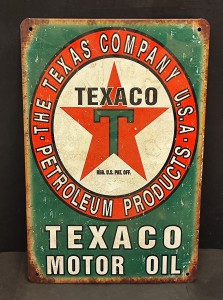 · THE TEXAS COMPANY U.S.A. ·
TEXACO
T
REG. U.S. PAT. OFF.
PETROLEUM PRODUCTS
TEXACO
MOTOR OIL